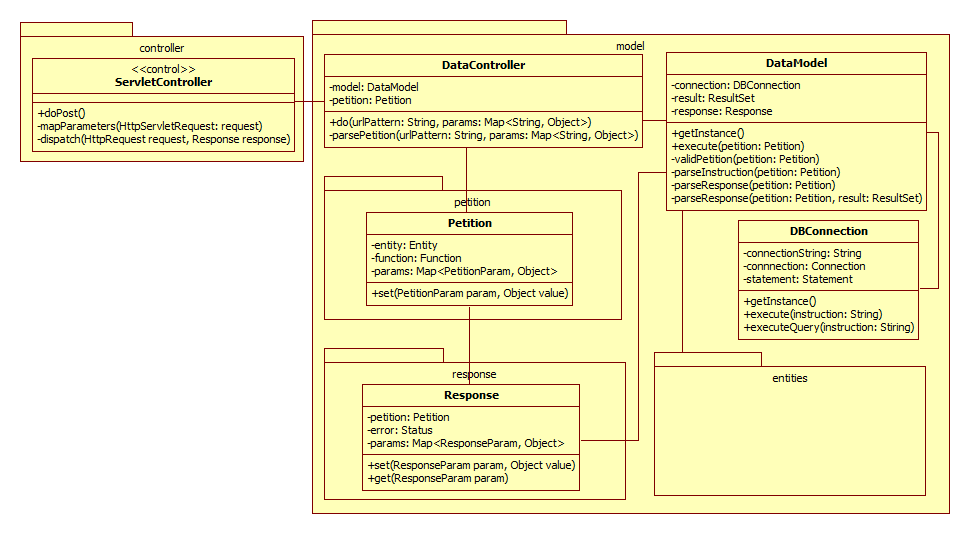 controller
<<control>>
ServletController
+doPost()
-mapParameters(HttpServletRequest: request)
-dispatch(HttpRequest request, Response response)
model
DataController
-model: DataModel
-petition: Petition
+do(urlPattern: String, params: Map<String, Object>)
-parsePetition(urlPattern: String, params: Map<String, Object>)
DataModel
-connection: DBConnection
-result: ResultSet
-response: Response
+getInstance()
+execute(petition: Petition)
-validPetition(petition: Petition)
-parseInstruction(petition: Petition)
-parseResponse(petition: Petition)
-parseResponse(petition: Petition, result: ResultSet)
petition
Petition
-entity: Entity
-function: Function
-params: Map<PetitionParam, Object>
+set(PetitionParam param, Object value)
DBConnection
-connectionString: String
-connnection: Connection
-statement: Statement
+getInstance()
+execute(instruction: String)
+executeQuery(instruction: Stiring)
response
Response
-petition: Petition
-error: Status
-params: Map<ResponseParam, Object>
+set(ResponseParam param, Object value)
+get(ResponseParam param)
entities